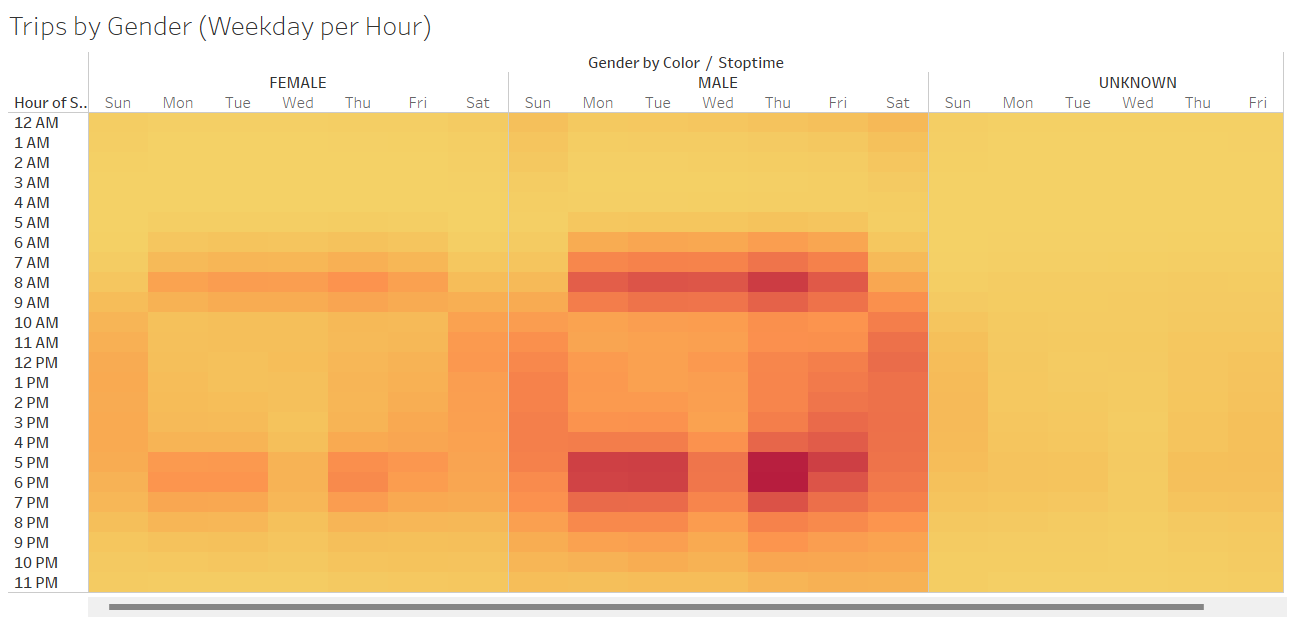 Trips by Gender (Weekday per Hour)
Gender by Color / Stoptime
FEMALE MALE UNKNOWN
Hour of S.. Sun Mon Tue Wed Thu Fri Sat Sun Mon Tue Wed Thu Fri Sat Sun Mon Tue Wed Thu Fri
12 AM
1 AM
2 AM
3 AM
4 AM
5 AM
6 AM
7 AM
8 AM
9 AM
10 AM
11 AM
12 PM
1 PM
2 PM
3 PM
4 PM
5 PM
6 PM
7 PM
8 PM
9 PM
10 PM
11 PM